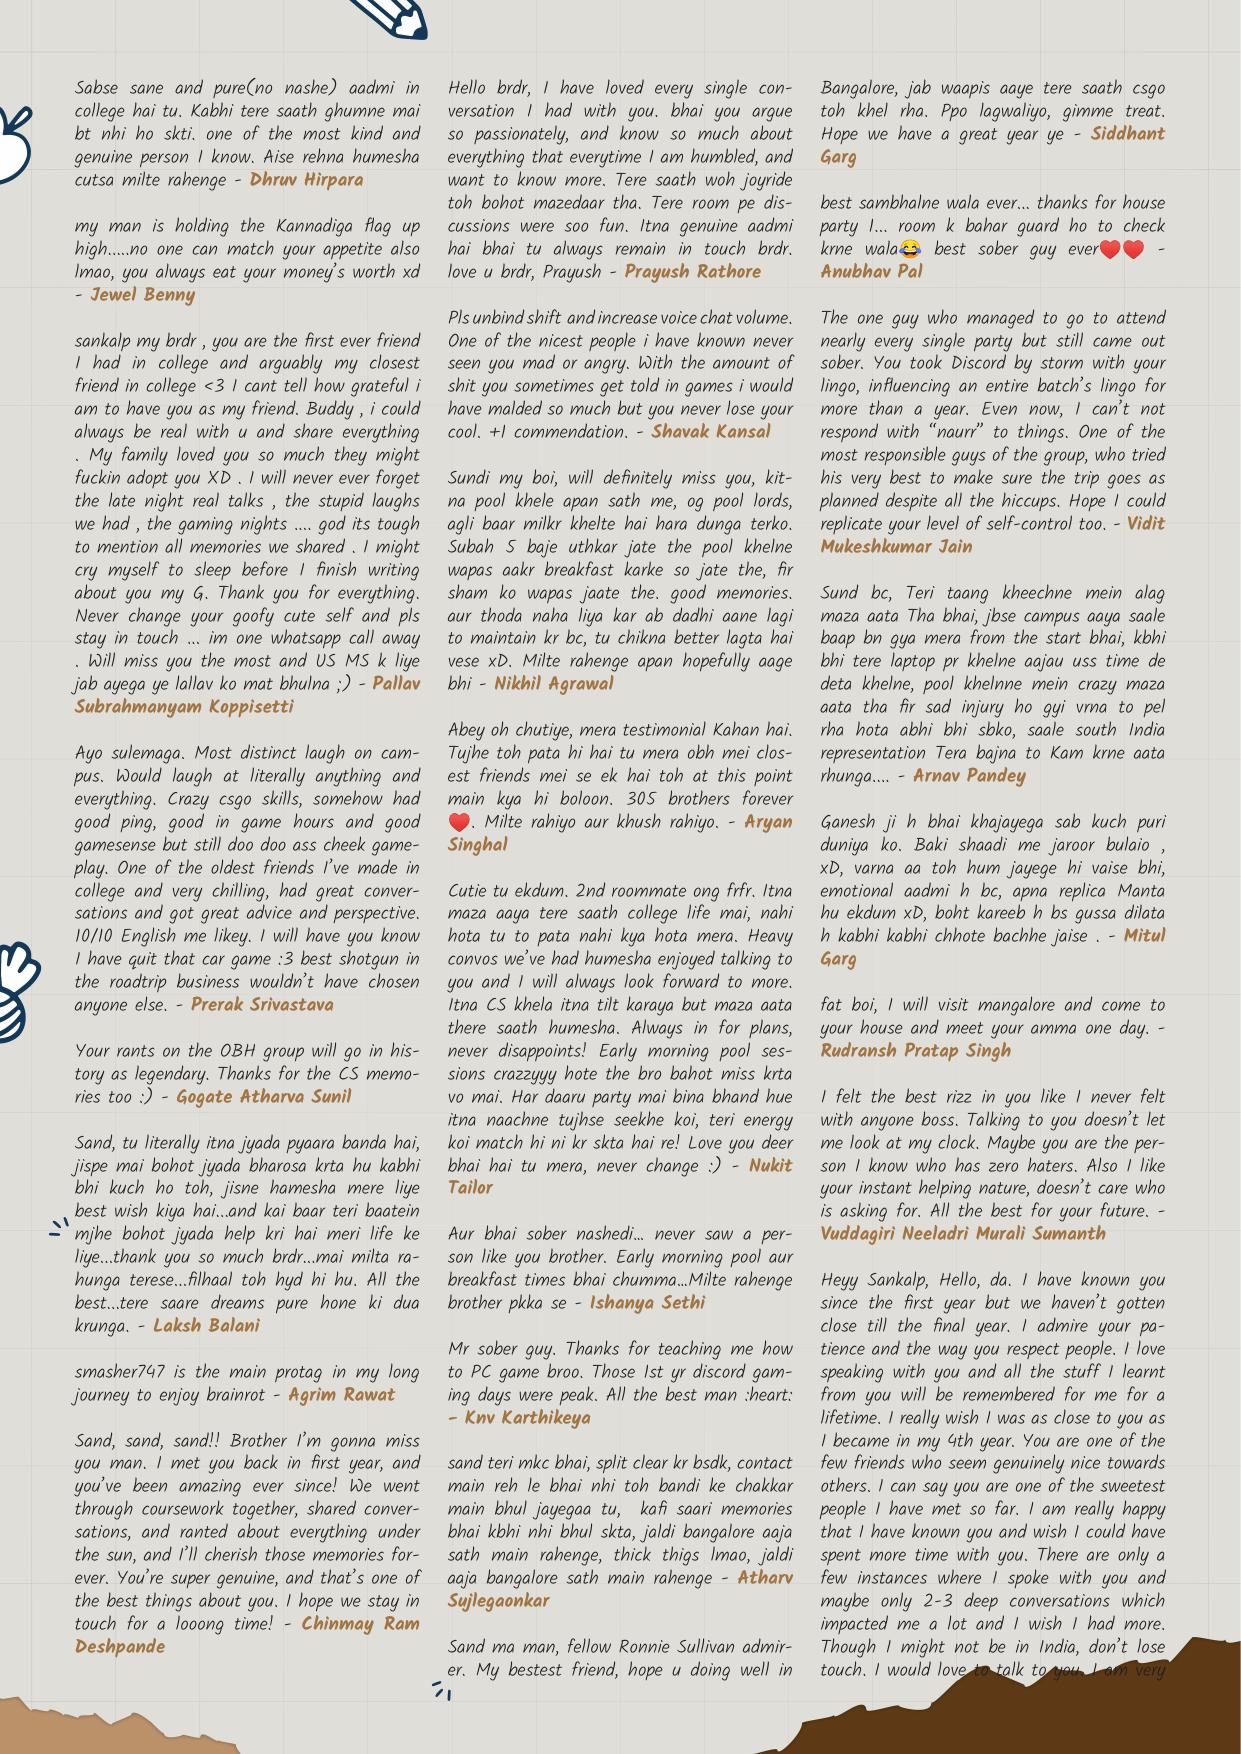 Sabse sane and pure(no nashe) aadmi in
college hai tu. Kabhi tere saath ghumne mai
bt nhi ho skti. one of the most kind and
genuine person I know. Aise rehna humesha
cutsa milte rahenge - Dhruv Hirpara
my man is holding the Kannadiga flag up
high.....no one can match your appetite also
lmao, you always eat your money's worth xd
- Jewel Benny
sankalp my brdr , you are the first ever friend
I had in college and arguably my closest
friend in college <3 I cant tell how grateful i
am to have you as my friend. Buddy , i could
always be real with u and share everything
. My family loved you so much they might
fuckin adopt you XD . I will never ever forget
the late night real talks , the stupid laughs
we had , the gaming nights .... god its tough
to mention all memories we shared . I might
cry myself to sleep before I finish writing
about you my G. Thank you for everything.
Never change your goofy cute self and pls
stay in touch ... im one whatsapp call away
. Will miss you the most and US MS k liye
jab ayega ye lallav ko mat bhulna ;) - Pallav
Subrahmanyam Koppisetti
Ayo sulemaga. Most distinct laugh on cam-
pus. Would laugh at literally anything and
everything. Crazy csgo skills, somehow had
good ping, good in game hours and good
gamesense but still doo doo ass cheek game-
play. One of the oldest friends I've made in
college and very chilling, had great conver-
sations and got great advice and perspective.
10/10 English me likey. I will have you know
I have quit that car game :3 best shotgun in
the roadtrip business wouldn't have chosen
anyone else. - Prerak Srivastava
Your rants on the OBH group will go in his-
tory as legendary. Thanks for the CS memo-
ries too :) - Gogate Atharva Sunil
Sand, tu literally itna jyada pyaara banda hai,
jispe mai bohot jyada bharosa krta hu kabhi
bhi kuch ho toh, jisne hamesha mere liye
best wish kiya hai...and kai baar teri baatein
mjhe bohot jyada help kri hai meri life ke
liye...thank you so much brdr...mai milta ra-
hunga terese...filhaal toh hyd hi hu. All the
best...tere saare dreams pure hone ki dua
krunga. - Laksh Balani
smasher747 is the main protag in my long
journey to enjoy brainrot - Agrim Rawat
Sand, sand, sand!! Brother I'm gonna miss
you man. I met you back in first year, and
you've been amazing ever since! We went
through coursework together, shared conver-
sations, and ranted about everything under
the sun, and I'll cherish those memories for-
ever. You're super genuine, and that's one of
the best things about you. I hope we stay in
touch for a looong time! - Chinmay Ram
Deshpande
Hello brdr, I have loved every single con-
versation I had with you. bhai you argue
so passionately, and know so much about
everything that everytime I am humbled, and
want to know more. Tere saath woh joyride
toh bohot mazedaar tha. Tere room pe dis-
cussions were soo fun. Itna genuine aadmi
hai bhai tu always remain in touch brdr.
love u brdr, Prayush - Prayush Rathore
Pls unbind shift and increase voice chat volume.
One of the nicest people i have known never
seen you mad or angry. With the amount of
shit you sometimes get told in games i would
have malded so much but you never lose your
cool. +1 commendation. - Shavak Kansal
Sundi my boi, will definitely miss you, kit-
na pool khele apan sath me, og pool lords,
agli baar milkr khelte hai hara dunga terko.
Subah 5 baje uthkar jate the pool khelne
wapas aakr breakfast karke so jate the, fir
sham ko wapas jaate the. good memories.
aur thoda naha liya kar ab dadhi aane lagi
to maintain kr bc, tu chikna better lagta hai
vese xD. Milte rahenge apan hopefully aage
bhi - Nikhil Agrawal
Abey oh chutiye, mera testimonial Kahan hai.
Tujhe toh pata hi hai tu mera obh mei clos-
est friends mei se ek hai toh at this point
main kya hi boloon. 305 brothers forever
❤️. Milte rahiyo aur khush rahiyo. - Aryan
Singhal
Cutie tu ekdum. 2nd roommate ong frfr. Itna
maza aaya tere saath college life mai, nahi
hota tu to pata nahi kya hota mera. Heavy
convos we've had humesha enjoyed talking to
you and I will always look forward to more.
Itna CS khela itna tilt karaya but maza aata
there saath humesha. Always in for plans,
never disappoints! Early morning pool ses-
sions crazzyyy hote the bro bahot miss krta
vo mai. Har daaru party mai bina bhand hue
itna naachne tujhse seekhe koi, teri energy
koi match hi ni kr skta hai re! Love you deer
bhai hai tu mera, never change :) - Nukit
Tailor
Aur bhai sober nashedi... never saw a per-
son like you brother. Early morning pool aur
breakfast times bhai chumma...Milte rahenge
brother pkka se - Ishanya Sethi
Mr sober guy. Thanks for teaching me how
to PC game broo. Those 1st yr discord gam-
ing days were peak. All the best man :heart:
- Knv Karthikeya
sand teri mkc bhai, split clear kr bsdk, contact
main reh le bhai nhi toh bandi ke chakkar
main bhul jayegaa tu, kafi saari memories
bhai kbhi nhi bhul skta, jaldi bangalore aaja
sath main rahenge, thick thigs lmao, jaldi
aaja bangalore sath main rahenge - Atharv
Sujlegaonkar
Sand ma man, fellow Ronnie Sullivan admir-
er. My bestest friend, hope u doing well in
Bangalore, jab waapis aaye tere saath csgo
toh khel rha. Ppo lagwaliyo, gimme treat.
Hope we have a great year ye - Siddhant
Garg
best sambhalne wala ever... thanks for house
party I... room k bahar guard ho to check
krne wala😂 best sober guy ever❤️❤️ -
Anubhav Pal
The one guy who managed to go to attend
nearly every single party but still came out
sober. You took Discord by storm with your
lingo, influencing an entire batch's lingo for
more than a year. Even now, I can't not
respond with “naurr” to things. One of the
most responsible guys of the group, who tried
his very best to make sure the trip goes as
planned despite all the hiccups. Hope I could
replicate your level of self-control too. - Vidit
Mukeshkumar Jain
Sund bc, Teri taang kheechne mein alag
maza aata Tha bhai, jbse campus aaya saale
baap bn gya mera from the start bhai, kbhi
bhi tere laptop pr khelne aajau uss time de
deta khelne, pool khelnne mein crazy maza
aata tha fir sad injury ho gyi vrna to pel
rha hota abhi bhi sbko, saale south India
representation Tera bajna to Kam krne aata
rhunga.... - Arnav Pandey
Ganesh ji h bhai khajayega sab kuch puri
duniya ko. Baki shaadi me jaroor bulaio ,
xD, varna aa toh hum jayege hi vaise bhi,
emotional aadmi h bc, apna replica Manta
hu ekdum xD, boht kareeb h bs gussa dilata
h kabhi kabhi chhote bachhe jaise . - Mitul
Garg
fat boi, I will visit mangalore and come to
your house and meet your amma one day. -
Rudransh Pratap Singh
I felt the best rizz in you like I never felt
with anyone boss. Talking to you doesn't let
me look at my clock. Maybe you are the per-
son I know who has zero haters. Also I like
your instant helping nature, doesn't care who
is asking for. All the best for your future. -
Vuddagiri Neeladri Murali Sumanth
Heyy Sankalp, Hello, da. I have known you
since the first year but we haven't gotten
close till the final year. I admire your pa-
tience and the way you respect people. I love
speaking with you and all the stuff I learnt
from you will be remembered for me for a
lifetime. I really wish I was as close to you as
I became in my 4th year. You are one of the
few friends who seem genuinely nice towards
others. I can say you are one of the sweetest
people I have met so far. I am really happy
that I have known you and wish I could have
spent more time with you. There are only a
few instances where I spoke with you and
maybe only 2-3 deep conversations which
impacted me a lot and I wish I had more.
Though I might not be in India, don't lose
touch. I would love to talk to you. I am very